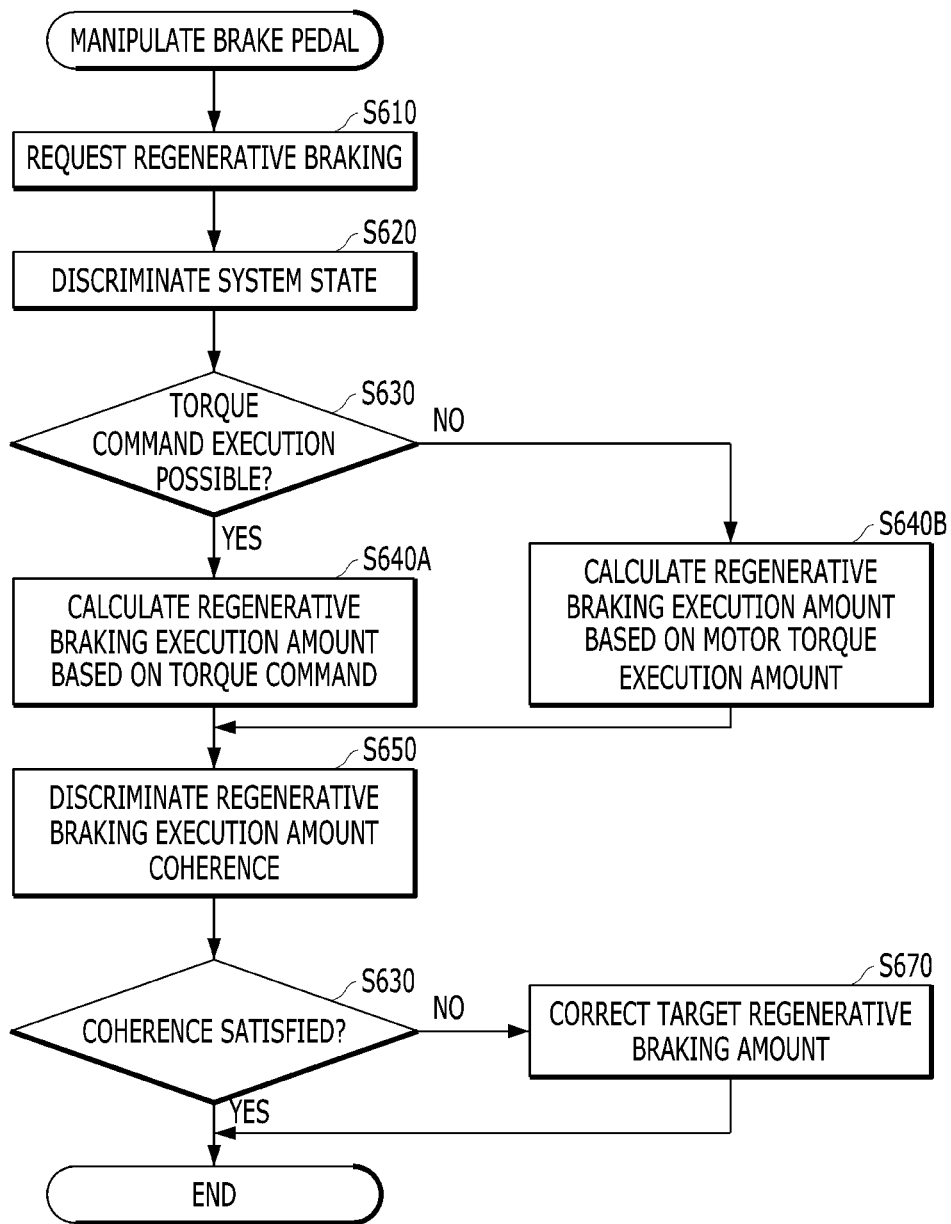 MANIPULATE BRAKE PEDAL
S610
REQUEST REGENERATIVE BRAKING
S620
DISCRIMINATE SYSTEM STATE
S630
TORQUE
COMMAND EXECUTION
POSSIBLE?
NO
YES
S640A
CALCULATE REGENERATIVE
BRAKING EXECUTION AMOUNT
BASED ON TORQUE COMMAND
S640B
CALCULATE REGENERATIVE
BRAKING EXECUTION AMOUNT
BASED ON MOTOR TORQUE
EXECUTION AMOUNT
S650
DISCRIMINATE REGENERATIVE
BRAKING EXECUTION AMOUNT
COHERENCE
S630
COHERENCE SATISFIED?
NO
S670
CORRECT TARGET REGENERATIVE
BRAKING AMOUNT
YES
END